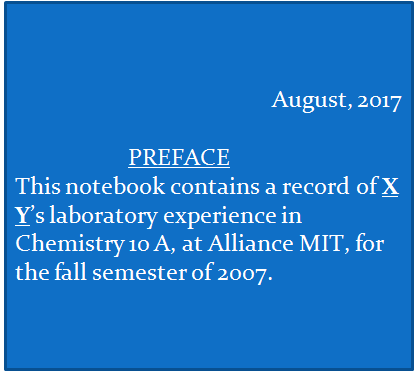 August, 2017
PREFACE
This notebook contains a record of X
Y’s laboratory experience in
Chemistry 10 A, at Alliance MIT, for
the fall semester of 2007.